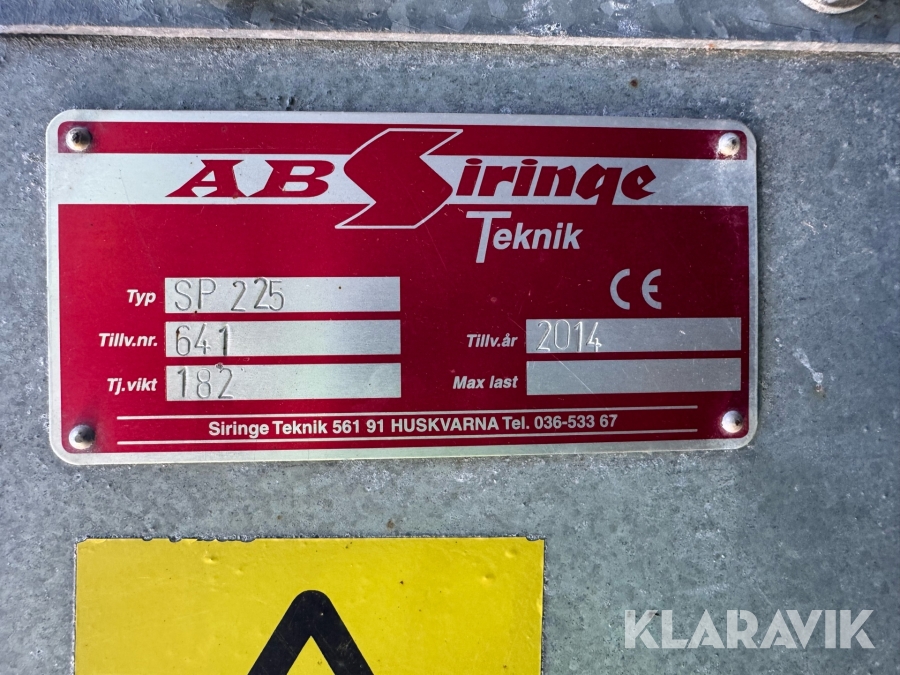 AB Siringe
Teknik
Typ SP 225
CE
Tillv.nr. 641
Tillv.år 2014
Tj.vikt 182
Max last
Siringe Teknik 561 91 HUSKVARNA Tel. 036-533 67
KLARAVIK